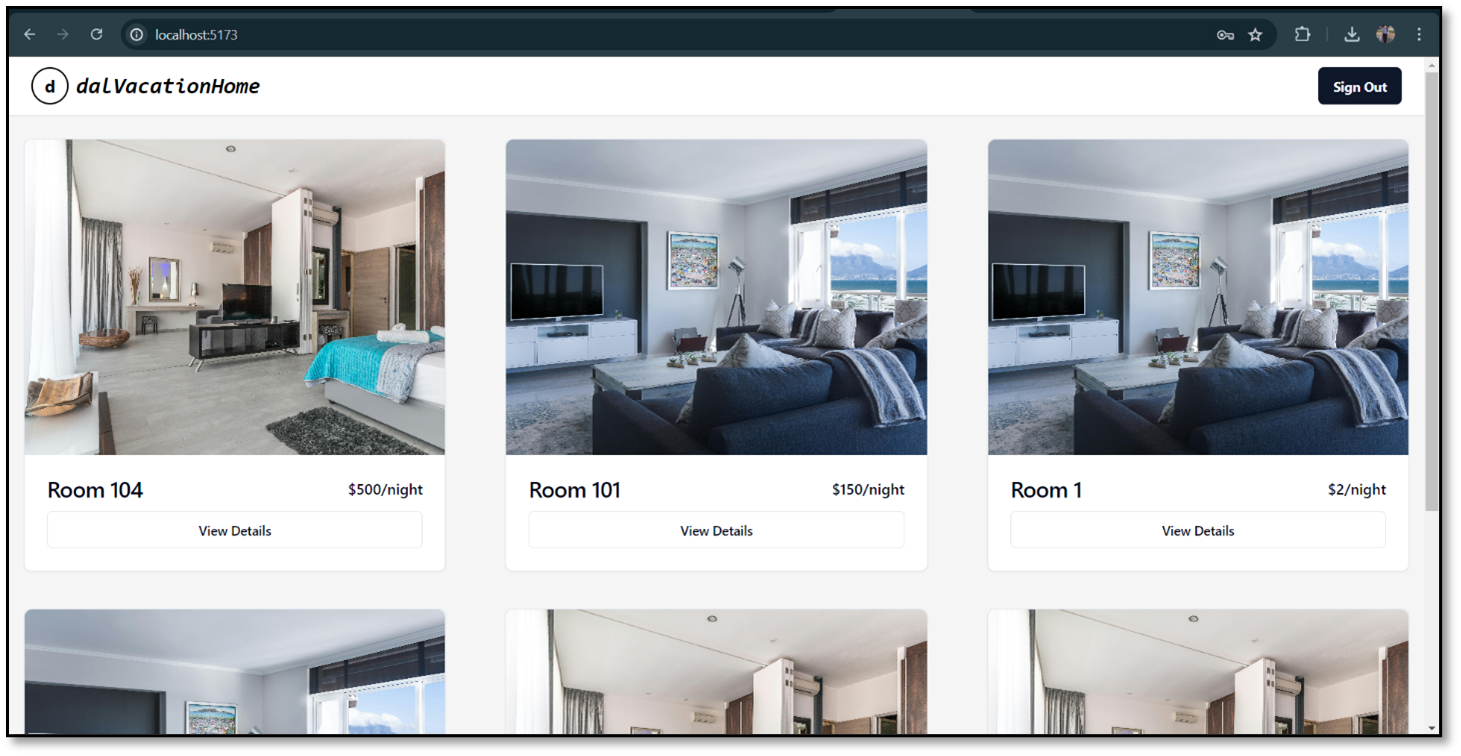 localhost:5173
d dalVacationHome
Sign Out
Room 104 $500/night
View Details
Room 101 $150/night
View Details
Room 1 $2/night
View Details